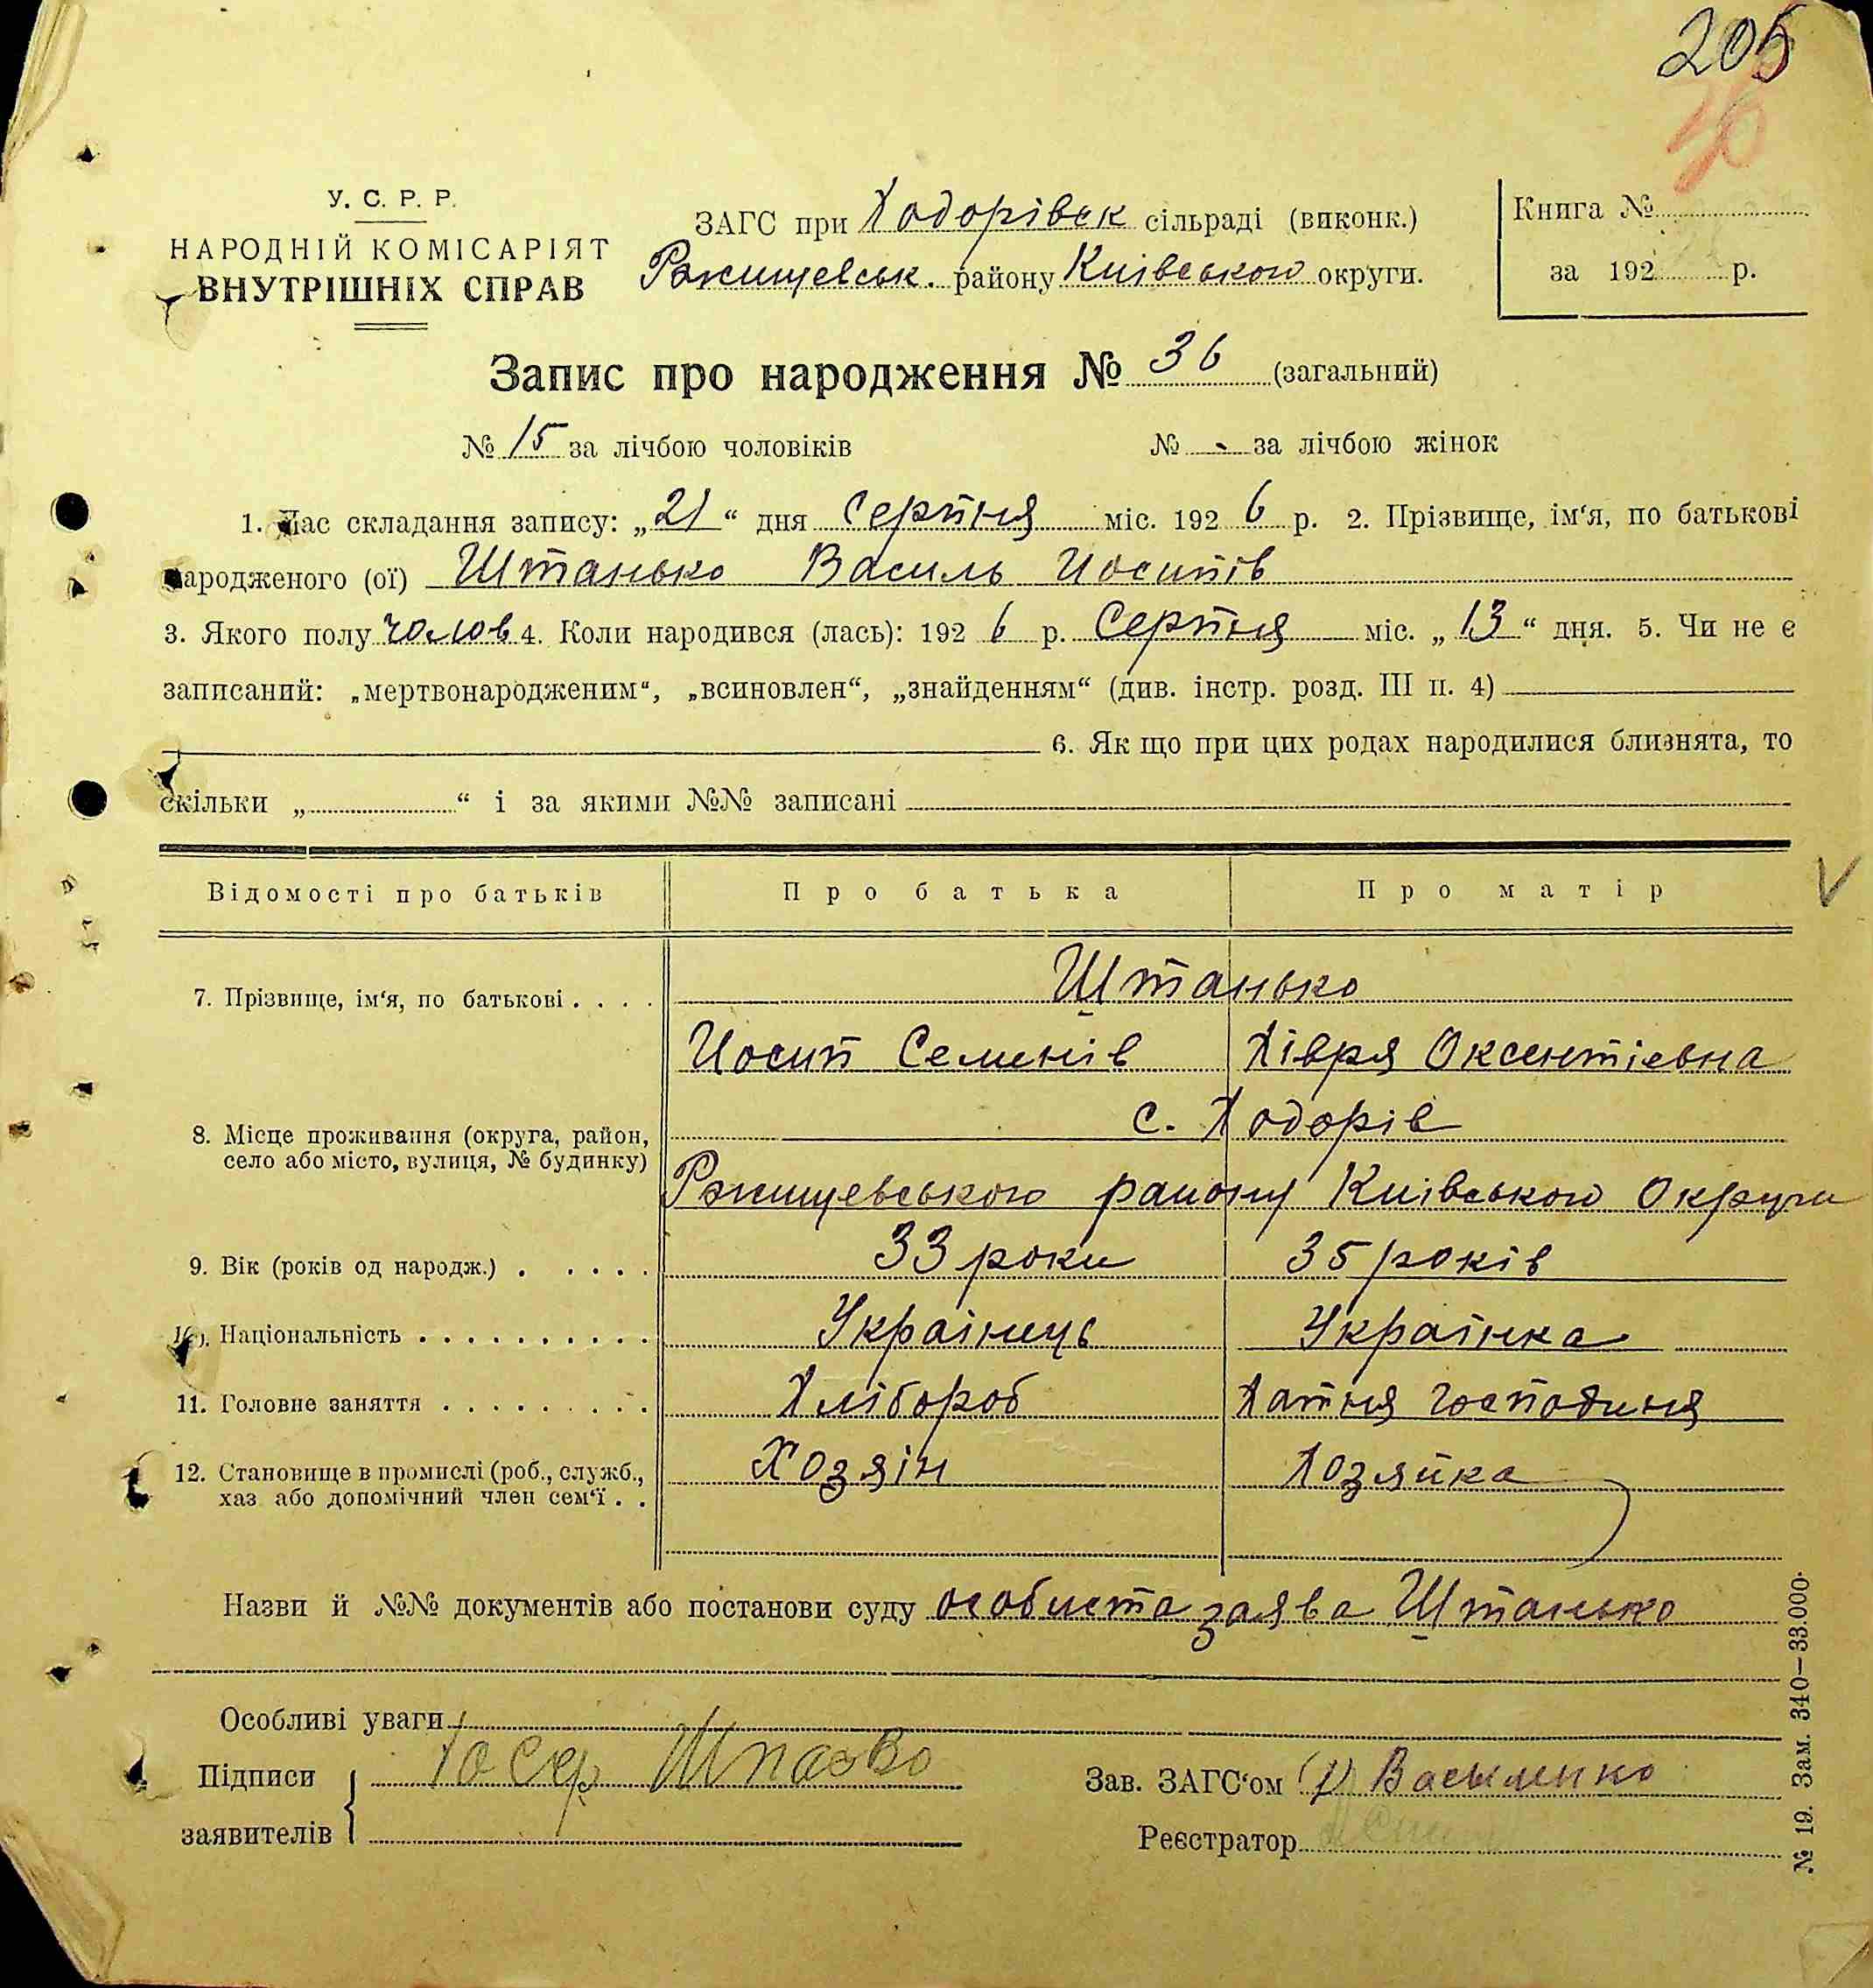 205
У. С. Р. Р.
НАРОДНІЙ КОМІСАРІЯТ
ВНУТРІШНІХ СПРАВ
ЗАГС при Ходорівськ сільраді (виконк.)
Ржищевськ. району Київського округи.
Книга №
за 192 р.
Запис про народження № 36 (загальний)
№ 15 за лічбою чоловіків № - за лічбою жінок
1. Час складання запису: „21“ дня Серпня міс. 1926 р. 2. Прізвище, ім'я, по батькові
народженого (ої) Штанько Василь Иосипів
3. Якого полу чолов 4. Коли народився (лась): 1926 р. Серпня міс. „13“ дня. 5. Чи не є
записаний: „мертвонародженим“, „всиновлен“, „знайденням“ (див. інстр. розд. III п. 4)
6. Як що при цих родах народилися близнята, то
скільки „ “ і за якими №№ записані
Відомості про батьків Про батька Про матір
7. Прізвище, ім'я, по батькові . . . . Штанько
Иосип Семенів Хівря Оксентіевна
8. Місце проживання (округа, район, село або місто, вулиця, № будинку) с. Ходорів
Ржищевського району Київського Округи
9. Вік (років од народж.) . . . . . 33 роки 35 років
10. Національність . . . . . . . . . . Українець Українка
11. Головне заняття . . . . . . . . . Хлібороб Хатня господиня
12. Становище в промислі (роб., служб., хаз або допомічний член сем'ї . . Хозяін Хозяйка
Назви й №№ документів або постанови суду особиста заява Штанько
Особливі уваги
Підписи
заявителів
Зав. ЗАГС'ом Василенко
Реєстратор
№ 19. Зам. 340—33.000.